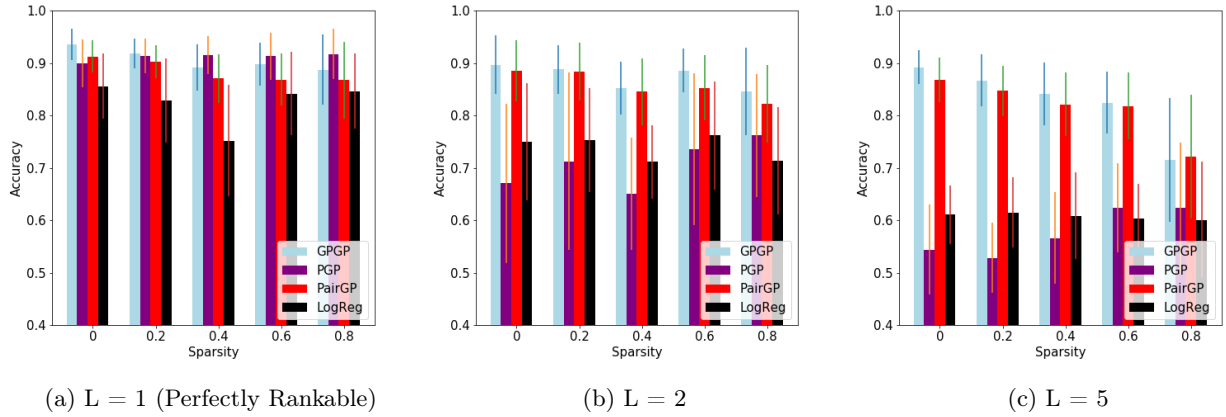 1.0
0.9
0.8
0.7
0.6
0.5
0.4
Accuracy
0
0.2
0.4
0.6
0.8
Sparsity
GPGP
PGP
PairGP
LogReg
(a) L = 1 (Perfectly Rankable)
1.0
0.9
0.8
0.7
0.6
0.5
0.4
Accuracy
0
0.2
0.4
0.6
0.8
Sparsity
GPGP
PGP
PairGP
LogReg
(b) L = 2
1.0
0.9
0.8
0.7
0.6
0.5
0.4
Accuracy
0
0.2
0.4
0.6
0.8
Sparsity
GPGP
PGP
PairGP
LogReg
(c) L = 5